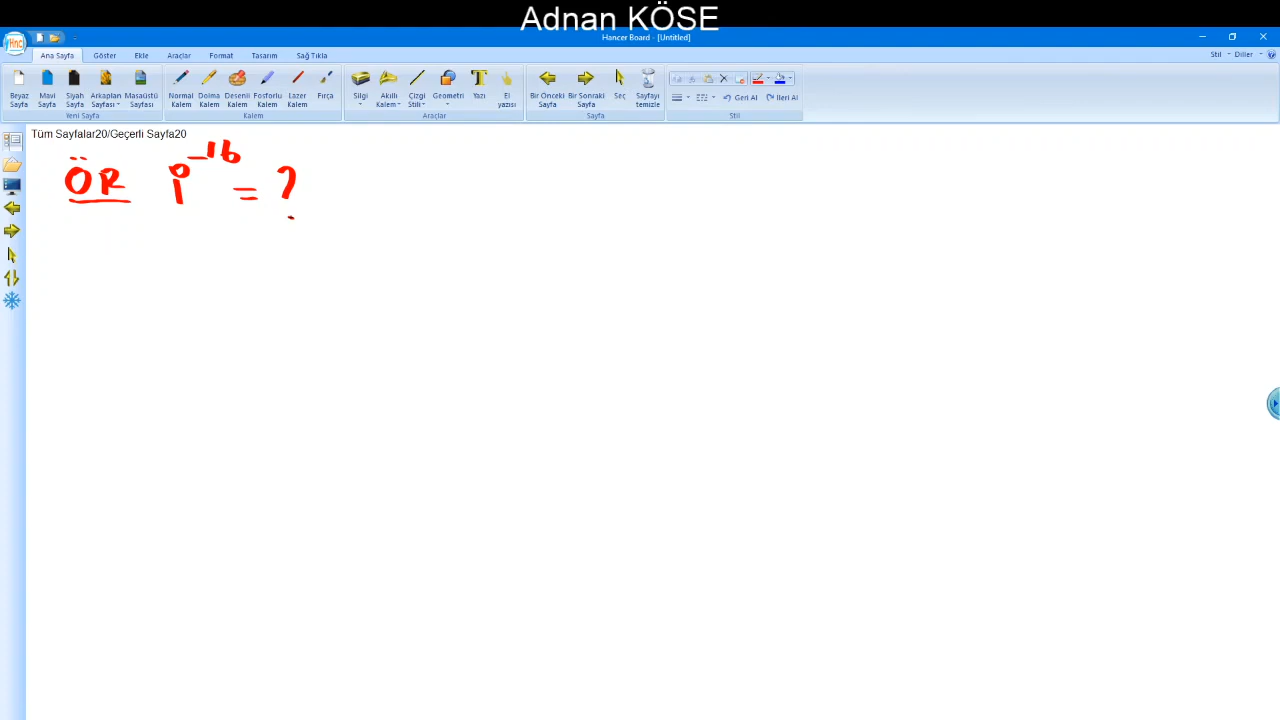 Adnan KÖSE
Hancer Board - [Untitled]
Hnc
Ana Sayfa Göster Ekle Araçlar Format Tasarım Sağ Tıkla Stil Diller
Beyaz Sayfa Mavi Sayfa Siyah Sayfa Arkaplan Sayfası Masaüstü Sayfası Normal Kalem Dolma Kalem Desenli Kalem Fosforlu Kalem Lazer Kalem Fırça Silgi Akıllı Kalem Çizgi Stili Geometri Yazı El yazısı Bir Önceki Sayfa Bir Sonraki Sayfa Seç Sayfayı temizle Geri Al İleri Al
Yeni Sayfa Kalem Araçlar Sayfa Stil
Tüm Sayfalar20/Geçerli Sayfa20
ÖR i^-16 = ?